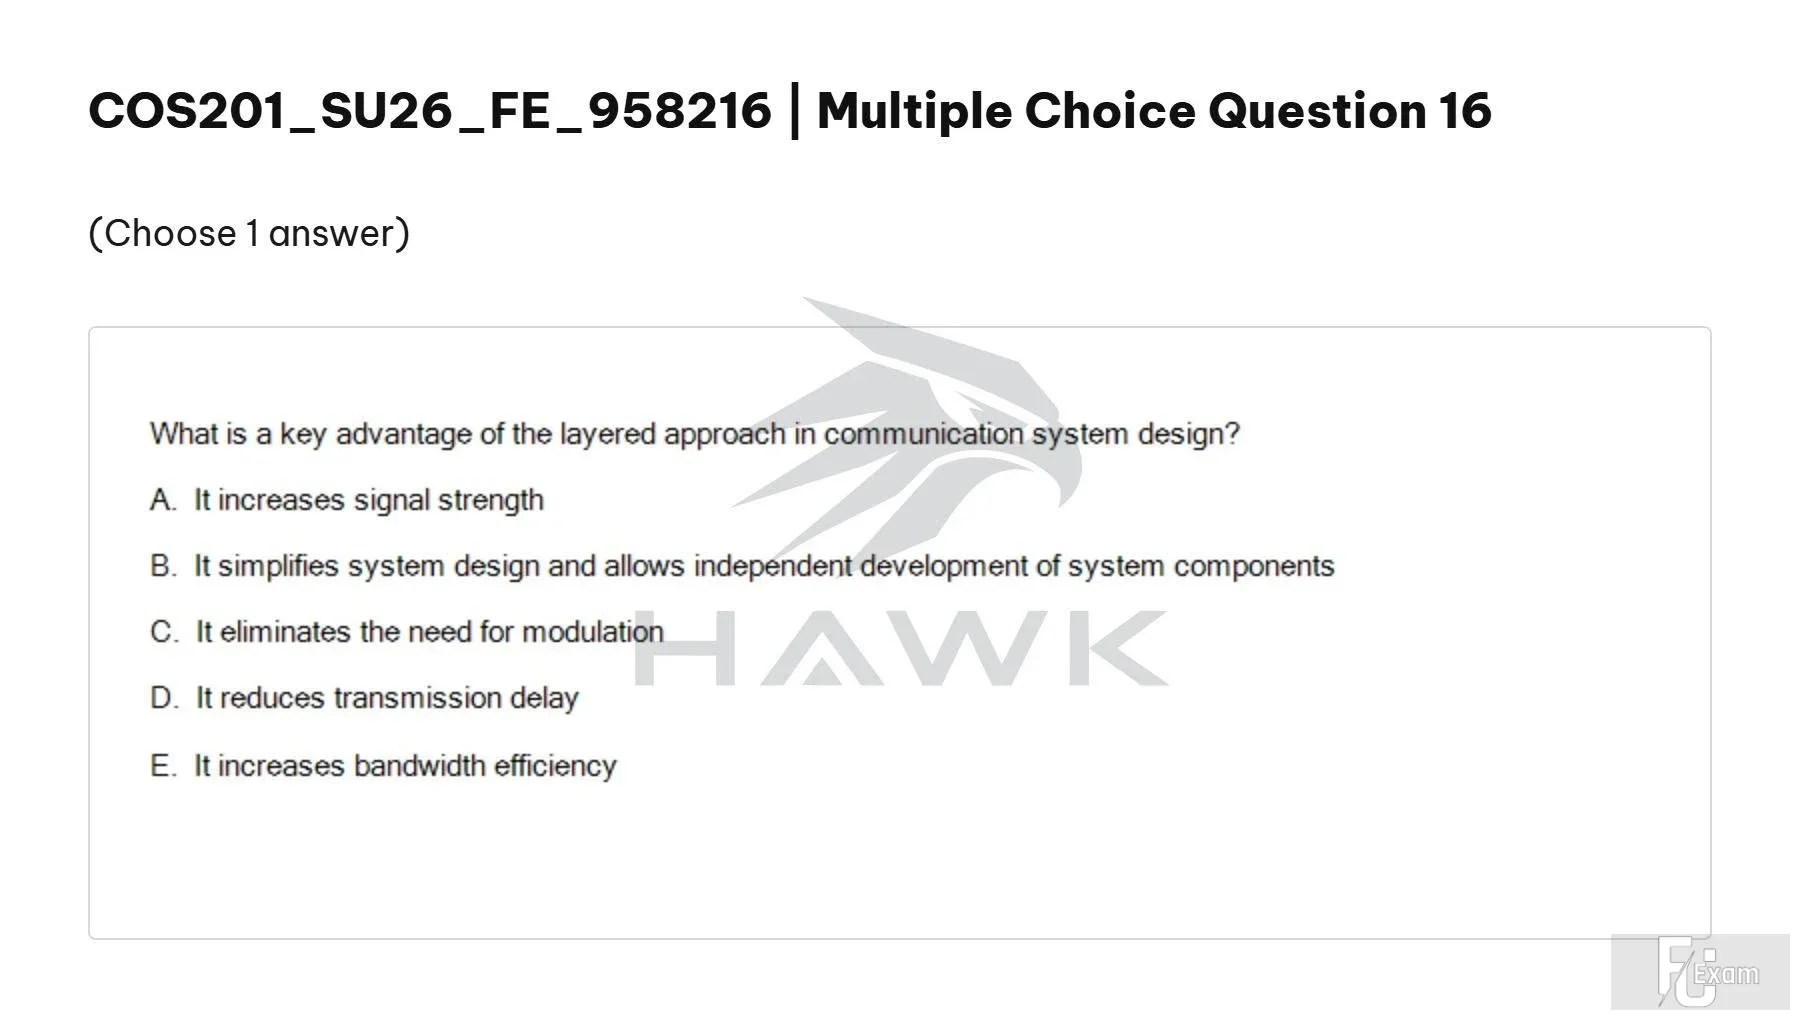 COS201_SU26_FE_958216 | Multiple Choice Question 16
(Choose 1 answer)
What is a key advantage of the layered approach in communication system design?
A. It increases signal strength
B. It simplifies system design and allows independent development of system components
C. It eliminates the need for modulation
HAWK
D. It reduces transmission delay
E. It increases bandwidth efficiency
FU Exam